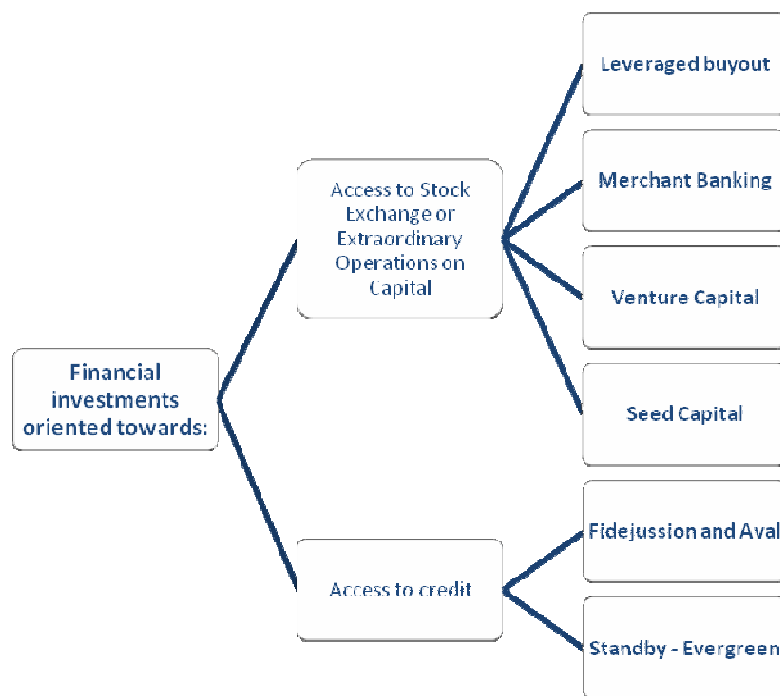 Financial
investments
oriented towards:
Access to Stock
Exchange or
Extraordinary
Operations on
Capital
Leveraged buyout
Merchant Banking
Venture Capital
Seed Capital
Access to credit
Fidejussion and Aval
Standby - Evergreen